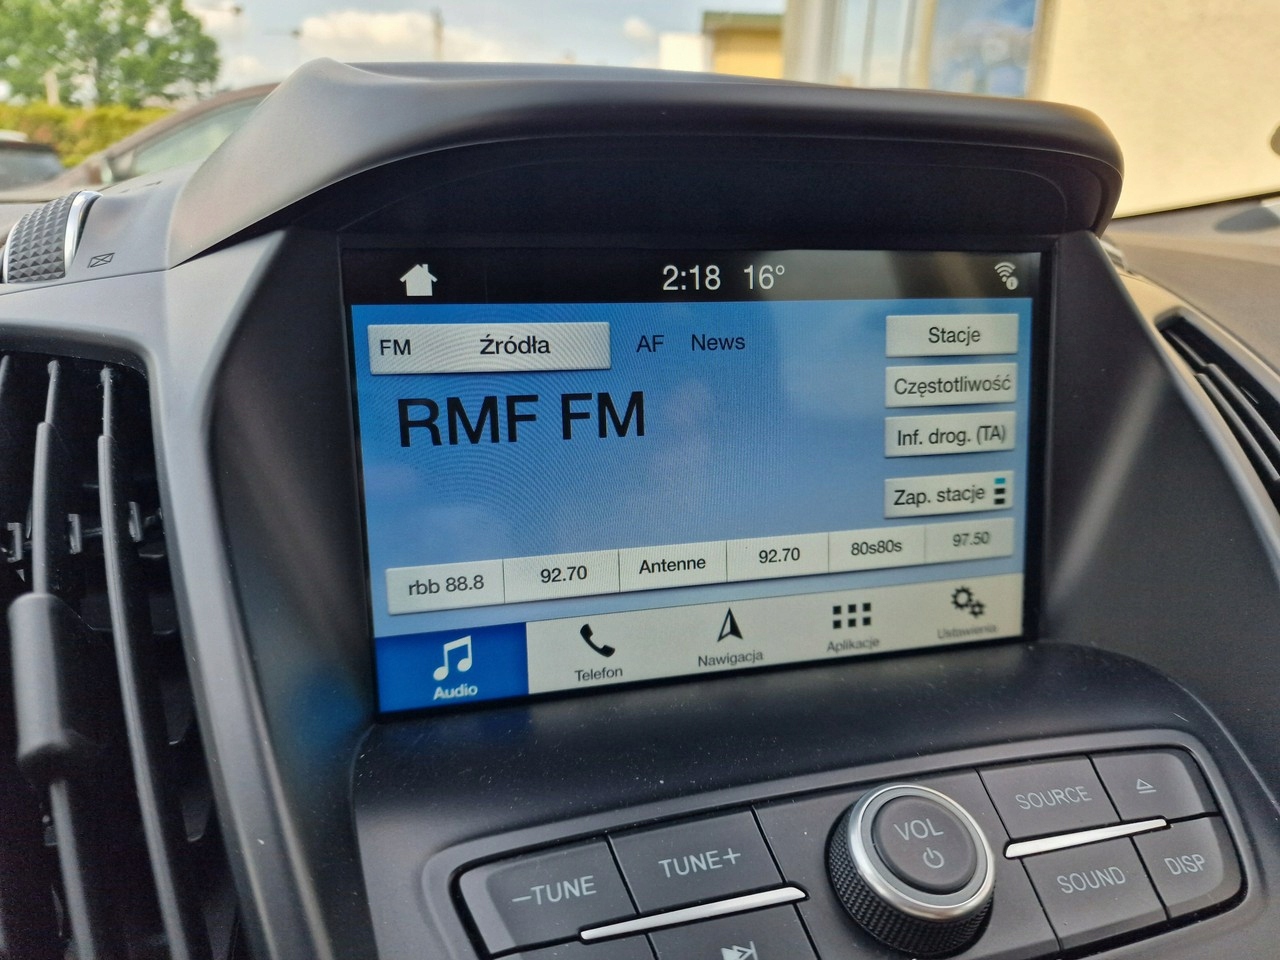 2:18 16°
FM Źródła AF News Stacje
RMF FM Częstotliwość
Inf. drog. (TA)
Zap. stacje
rbb 88.8 92.70 Antenne 92.70 80s80s 97.50
Audio Telefon Nawigacja Aplikacje Ustawienia
–TUNE TUNE+ VOL SOURCE
SOUND DISP